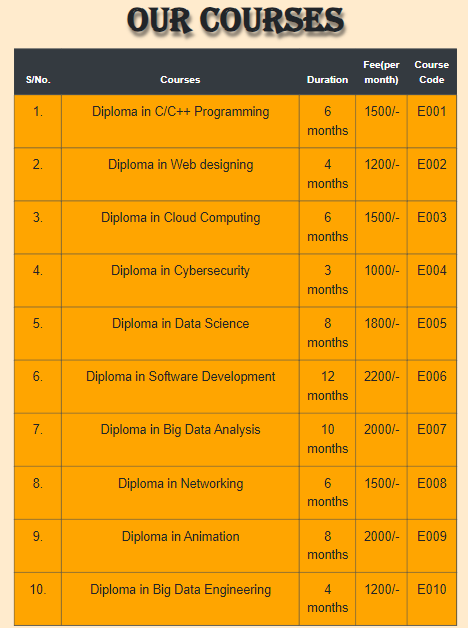 OUR COURSES
S/No. Courses Duration Fee(per month) Course Code
1. Diploma in C/C++ Programming 6 months 1500/- E001
2. Diploma in Web designing 4 months 1200/- E002
3. Diploma in Cloud Computing 6 months 1500/- E003
4. Diploma in Cybersecurity 3 months 1000/- E004
5. Diploma in Data Science 8 months 1800/- E005
6. Diploma in Software Development 12 months 2200/- E006
7. Diploma in Big Data Analysis 10 months 2000/- E007
8. Diploma in Networking 6 months 1500/- E008
9. Diploma in Animation 8 months 2000/- E009
10. Diploma in Big Data Engineering 4 months 1200/- E010